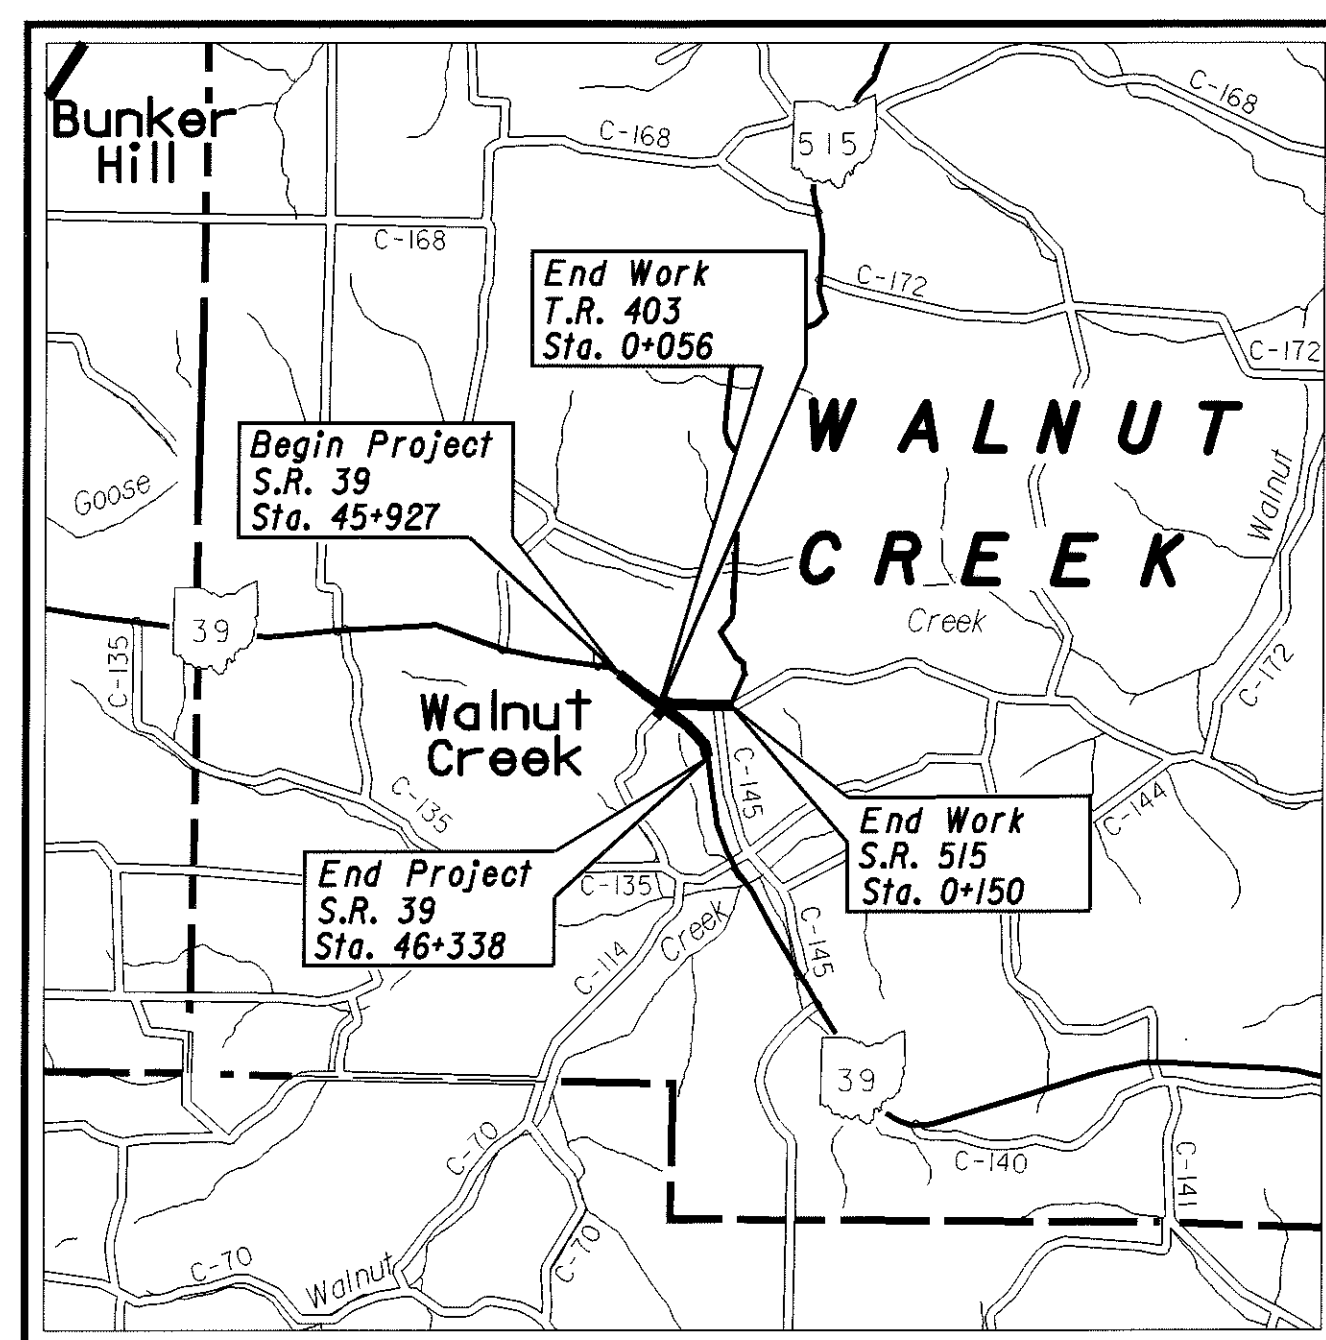 Bunker
Hill
C-168
515
C-168
C-168
C-172
C-172
End Work
T.R. 403
Sta. 0+056
WALNUT
CREEK
Begin Project
S.R. 39
Sta. 45+927
Goose
Walnut
Creek
39
C-135
C-172
Walnut
Creek
C-145
C-135
C-144
End Work
S.R. 515
Sta. 0+150
End Project
S.R. 39
Sta. 46+338
C-135
Creek
C-145
C-114
39
C-70
C-140
C-141
C-70
Walnut
C-70